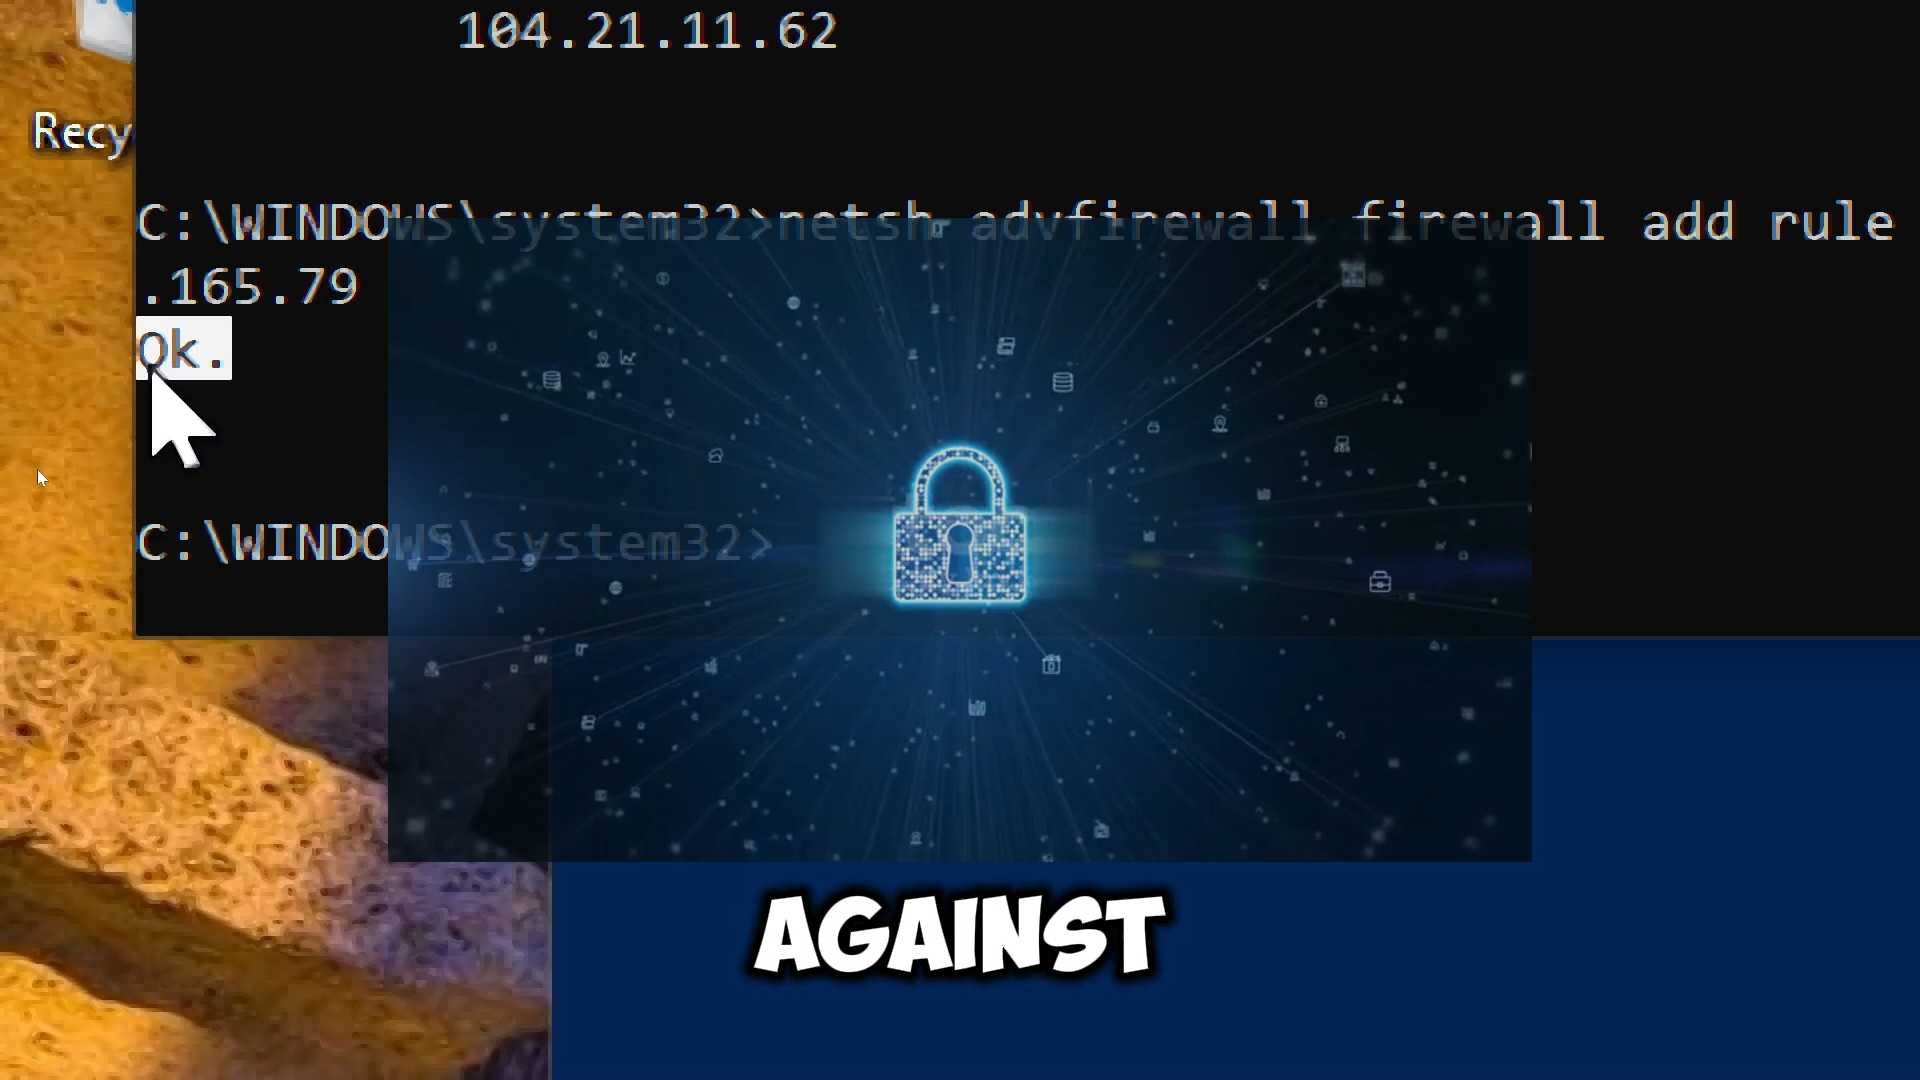 104.21.11.62
Recy
C:\WINDOWS\system32>netsh advfirewall firewall add rule
.165.79
Ok.
C:\WINDOWS\system32>
AGAINST